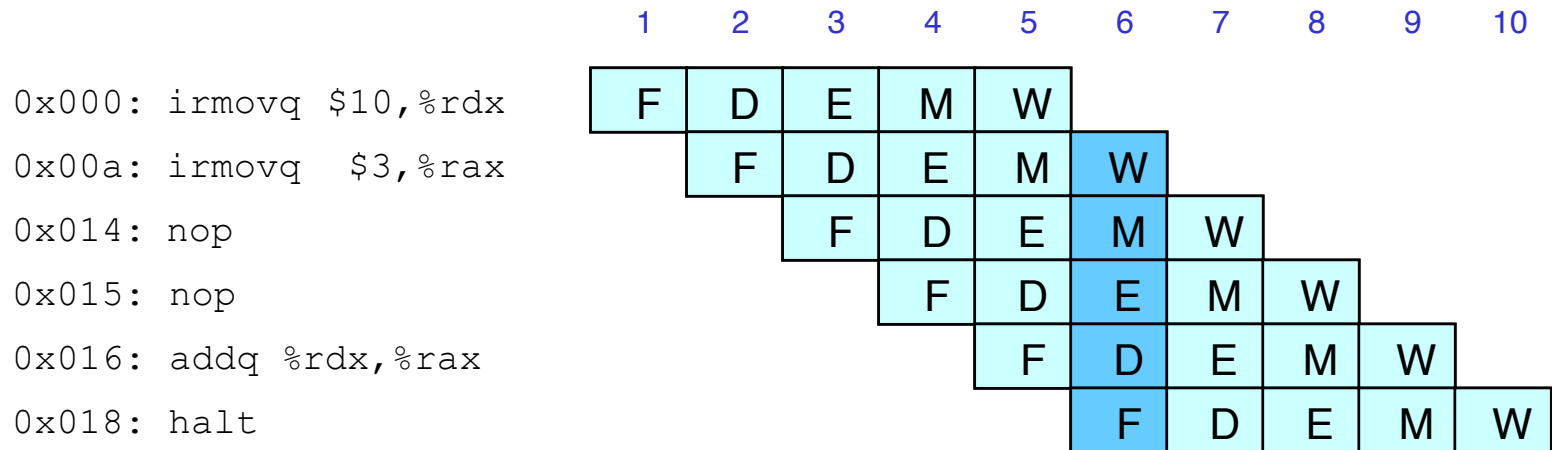 1 2 3 4 5 6 7 8 9 10
0x000: irmovq $10,%rdx F D E M W
0x00a: irmovq  $3,%rax F D E M W
0x014: nop F D E M W
0x015: nop F D E M W
0x016: addq %rdx,%rax F D E M W
0x018: halt F D E M W